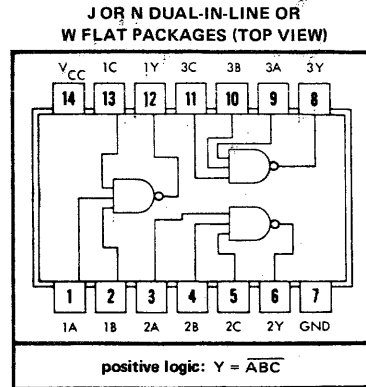 J OR N DUAL-IN-LINE OR
W FLAT PACKAGES (TOP VIEW)
VCC 1C 1Y 3C 3B 3A 3Y
14 13 12 11 10 9 8
1 2 3 4 5 6 7
1A 1B 2A 2B 2C 2Y GND
positive logic: Y = A̅B̅C̅